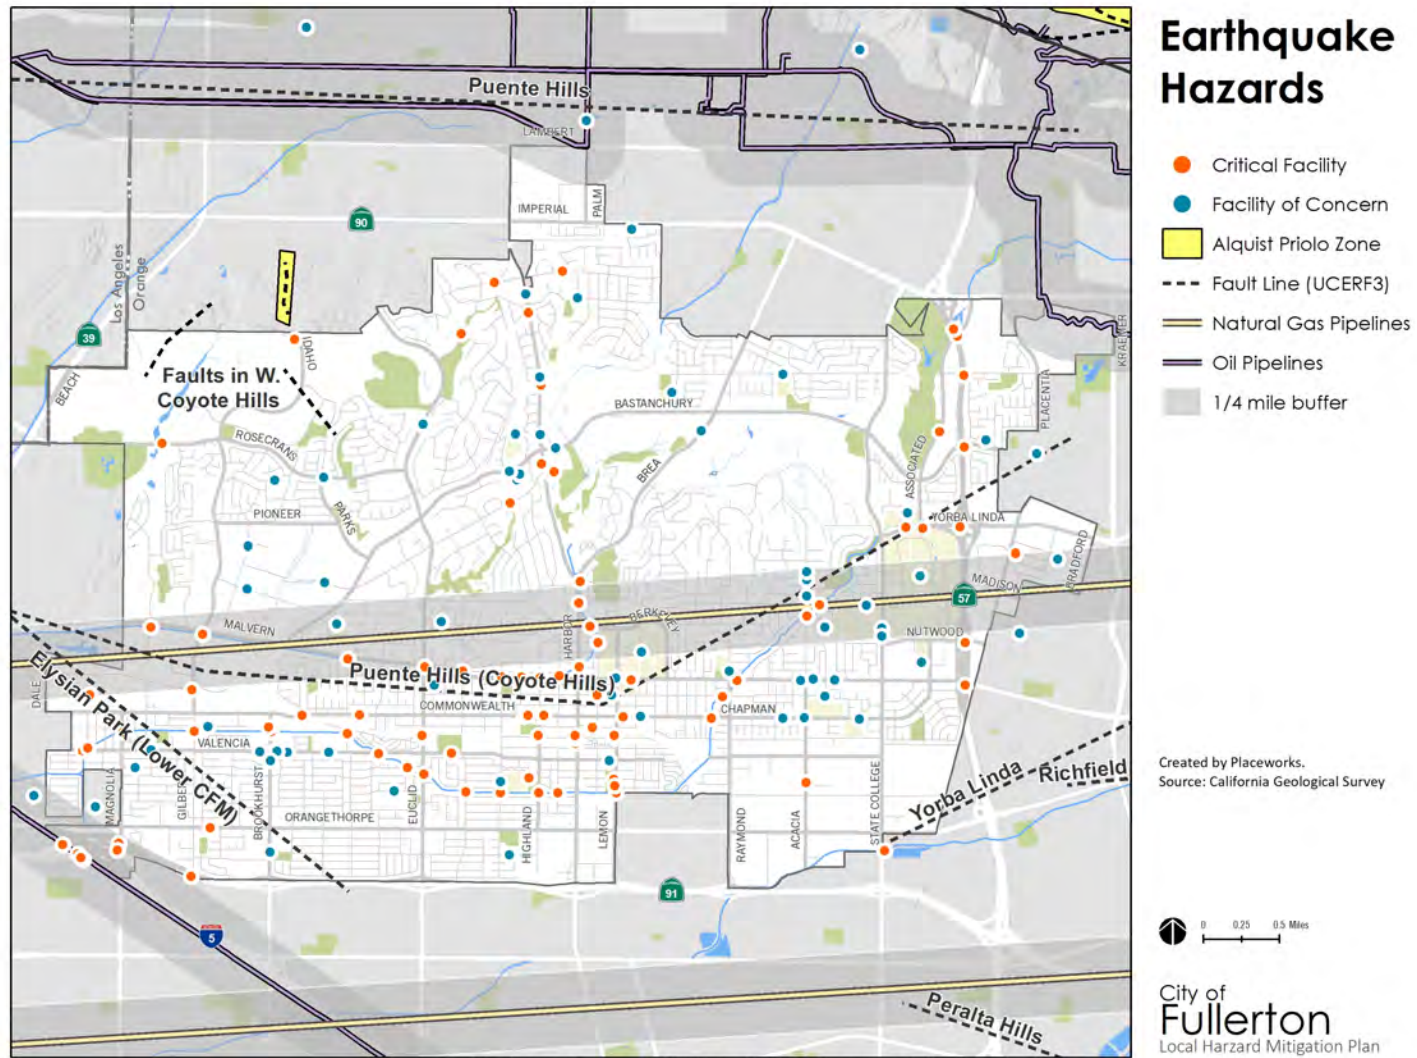 Earthquake
Hazards
Critical Facility
Facility of Concern
Alquist Priolo Zone
Fault Line (UCERF3)
Natural Gas Pipelines
Oil Pipelines
1/4 mile buffer
Created by Placeworks.
Source: California Geological Survey
0 0.25 0.5 Miles
City of
Fullerton
Local Harzard Mitigation Plan
Puente Hills
LAMBERT
IMPERIAL
PALM
90
Los Angeles
Orange
39
BEACH
IDAHO
Faults in W.
Coyote Hills
KRAEMER
PLACENTIA
BASTANCHURY
ROSECRANS
BREA
ASSOCIATED
PIONEER
PARKS
YORBA LINDA
BRADFORD
MADISON
57
MALVERN
HARBOR
BERKELEY
NUTWOOD
Elysian Park (Lower CFM)
Puente Hills (Coyote Hills)
DALE
COMMONWEALTH
CHAPMAN
VALENCIA
MAGNOLIA
GILBERT
BROOKHURST
EUCLID
ORANGETHORPE
HIGHLAND
LEMON
RAYMOND
ACACIA
STATE COLLEGE
Yorba Linda
Richfield
91
5
Peralta Hills